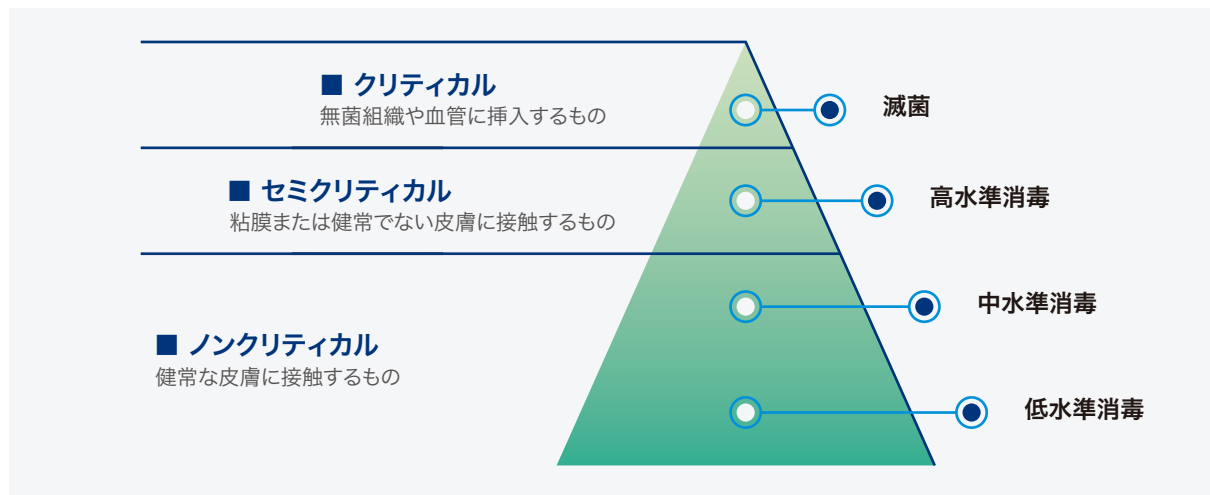 ■ クリティカル
無菌組織や血管に挿入するもの
滅菌
■ セミクリティカル
粘膜または健常でない皮膚に接触するもの
高水準消毒
中水準消毒
■ ノンクリティカル
健常な皮膚に接触するもの
低水準消毒